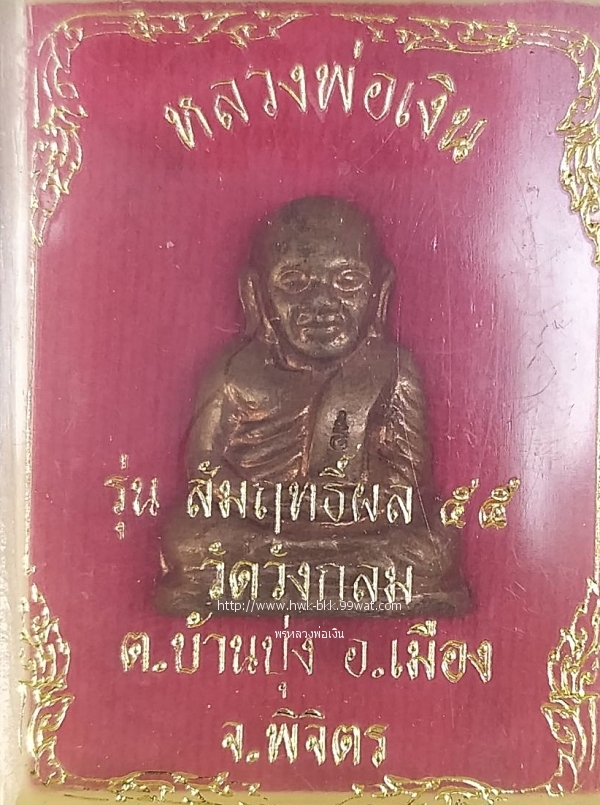 หลวงพ่อเงิน
รุ่น สัมฤทธิ์ผล ๕๕
วัดวังกลม
http://www.hwk-bkk.99wat.com/
พรหลวงพ่อเงิน
ต.บ้านบุ่ง อ.เมือง
จ.พิจิตร